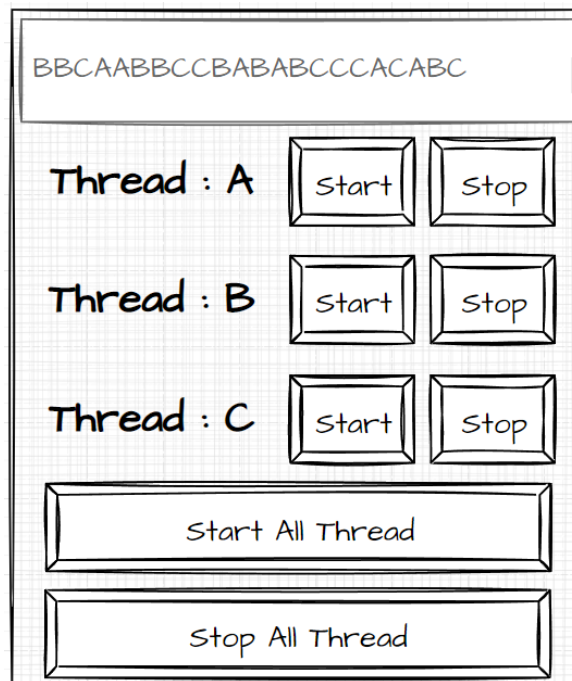 BBCAABBCCBABABCCCACABC
Thread : A Start Stop
Thread : B Start Stop
Thread : C Start Stop
Start All Thread
Stop All Thread